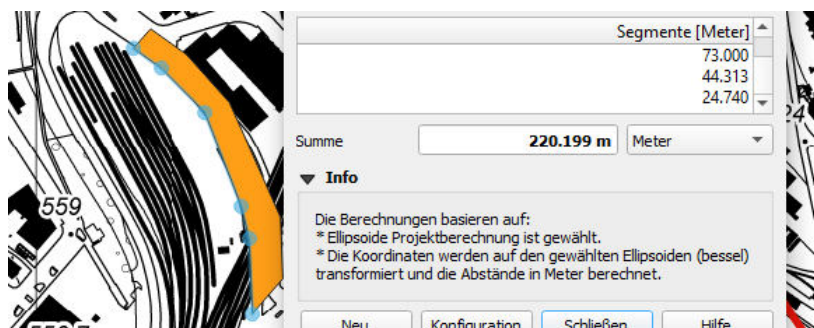 Segmente [Meter]
73.000
44.313
24.740
24
Summe
220.199 m
Meter
Info
559
Die Berechnungen basieren auf:
* Ellipsoide Projektberechnung ist gewählt.
* Die Koordinaten werden auf den gewählten Ellipsoiden (bessel)
transformiert und die Abstände in Meter berechnet.
Neu
Konfiguration
Schließen
Hilfe